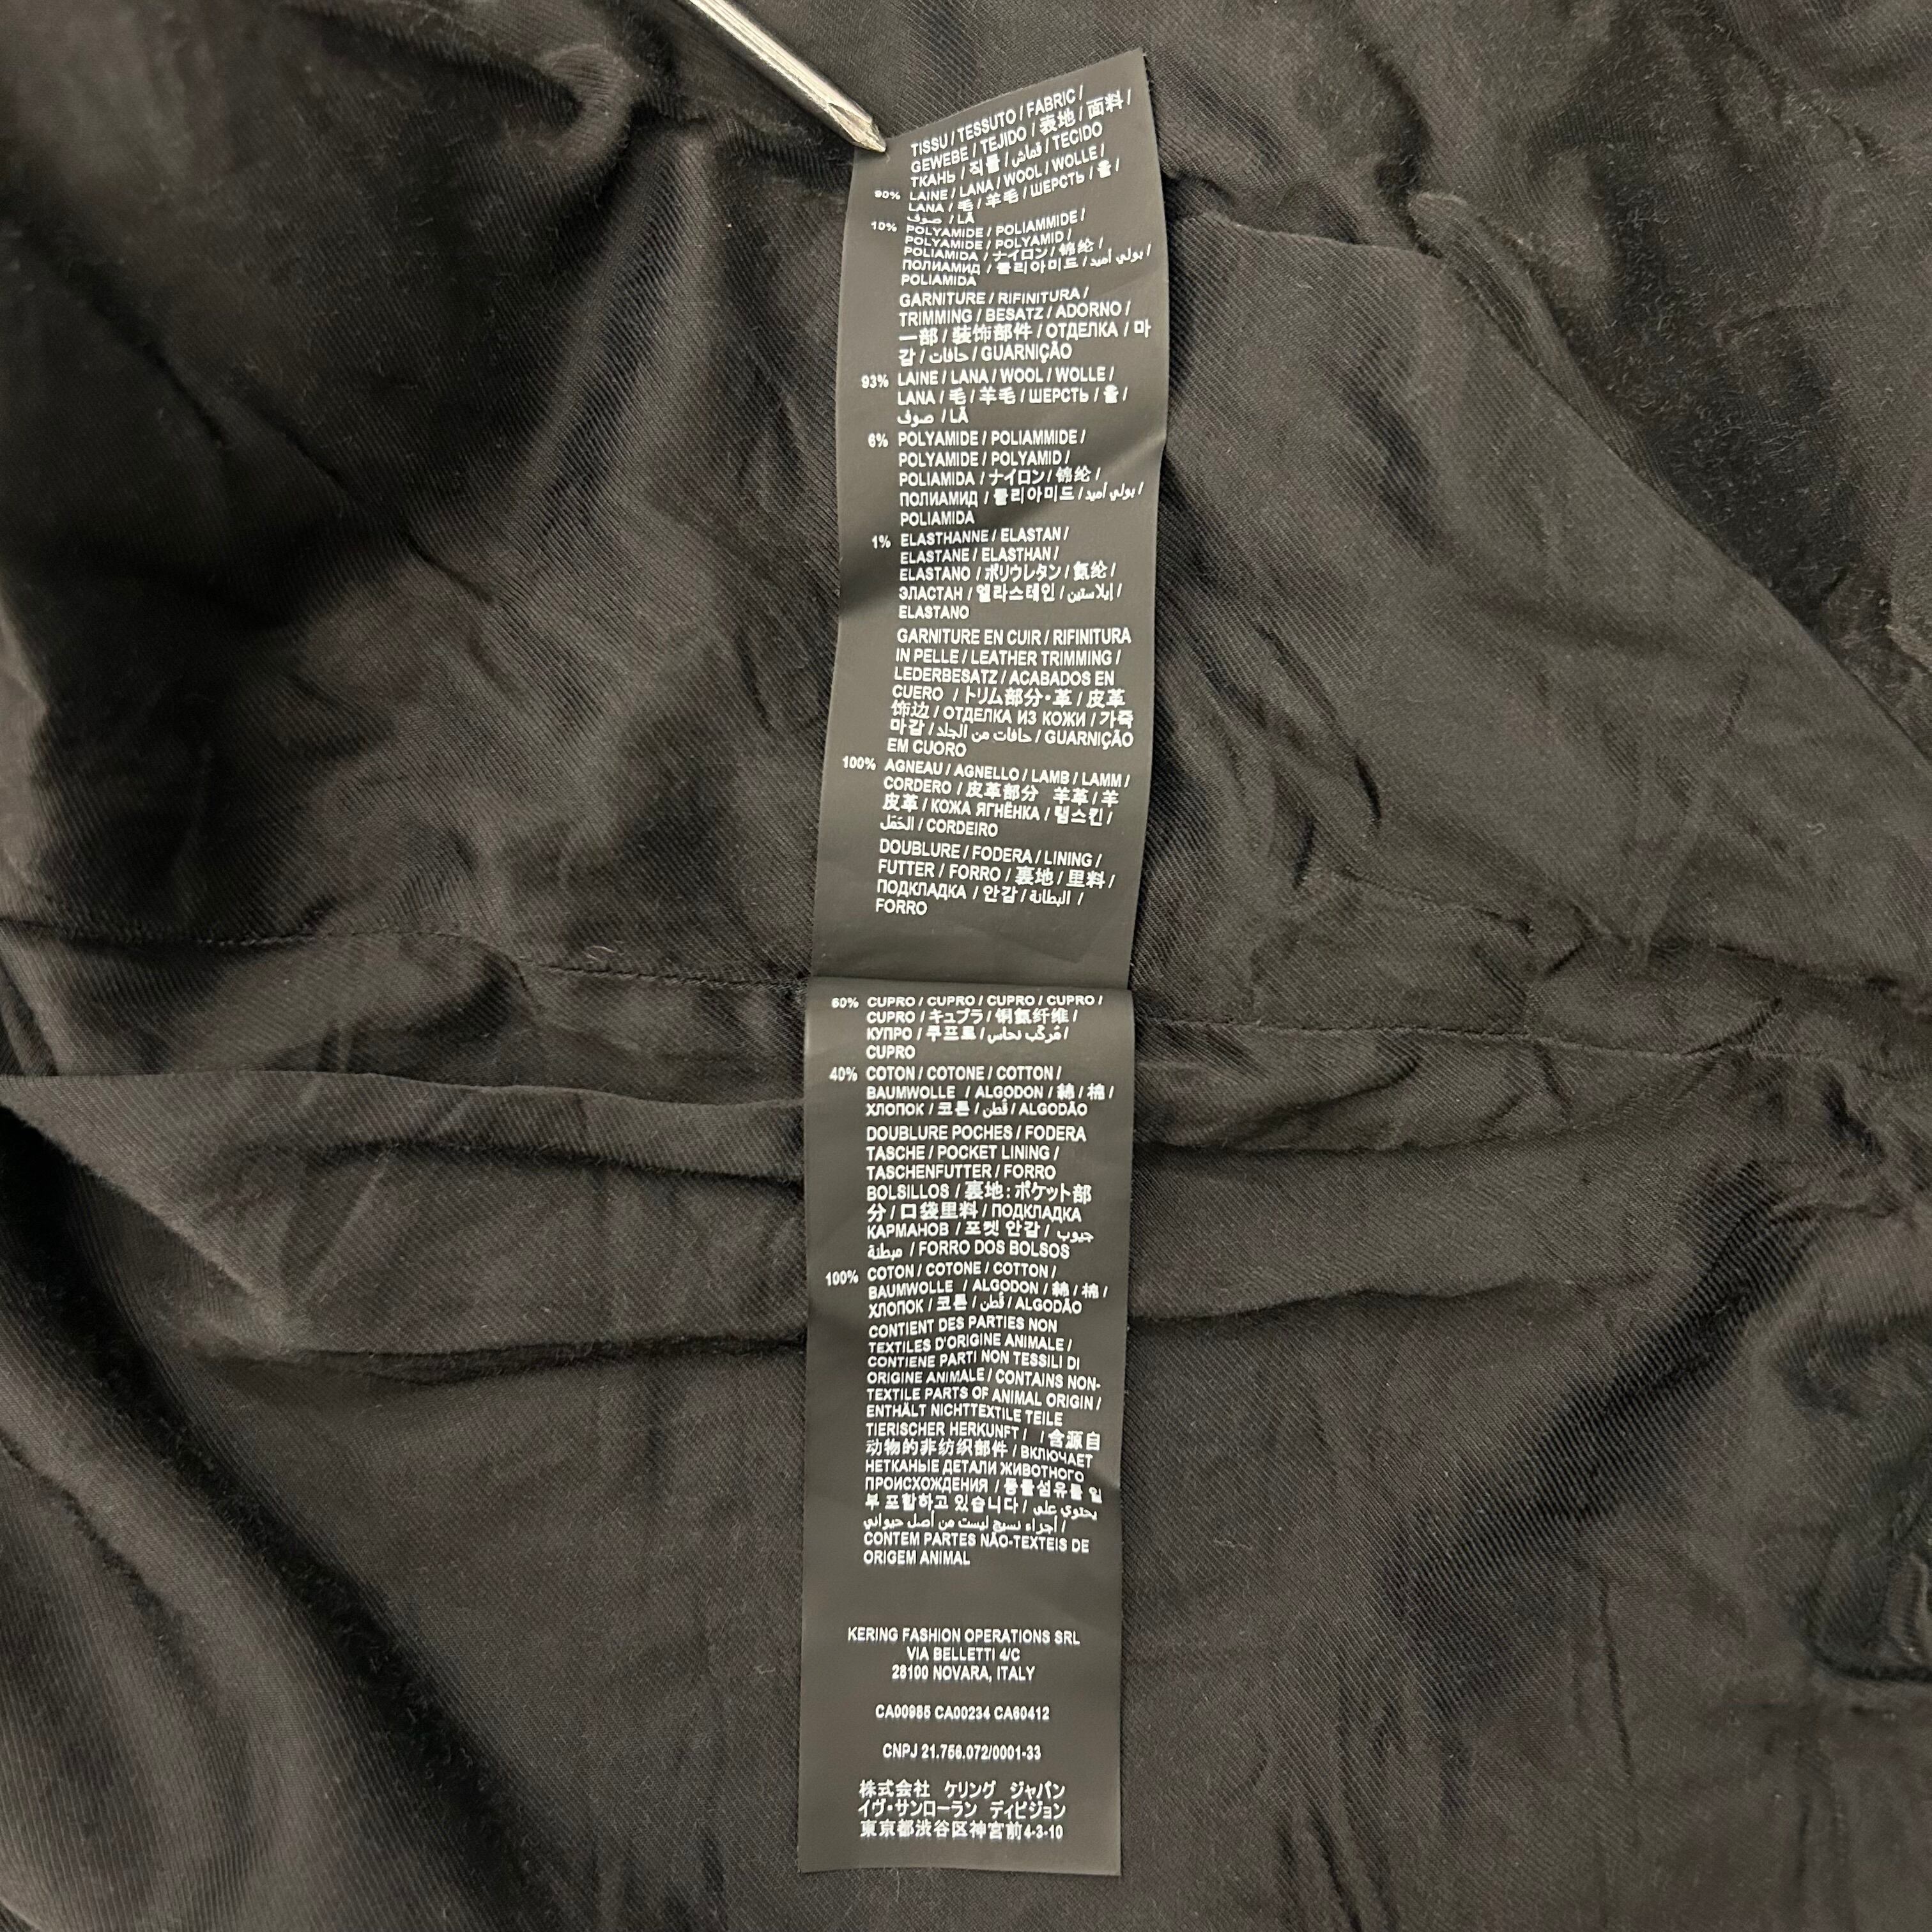 TISSU / TESSUTO / FABRIC /
GEWEBE / TEJIDO / 表地 / 面料 /
ТКАНЬ / 직물 / قماش / TECIDO
90% LAINE / LANA / WOOL / WOLLE /
LANA / 毛 / 羊毛 / ШЕРСТЬ / 울 /
صوف / LÃ
10% POLYAMIDE / POLIAMMIDE /
POLYAMIDE / POLYAMID /
POLIAMIDA / ナイロン / 锦纶 /
ПОЛИАМИД / 폴리아미드 / بولي أميد /
POLIAMIDA
GARNITURE / RIFINITURA /
TRIMMING / BESATZ / ADORNO /
一部 / 装饰部件 / ОТДЕЛКА / 마
감 / حافات / GUARNIÇÃO
93% LAINE / LANA / WOOL / WOLLE /
LANA / 毛 / 羊毛 / ШЕРСТЬ / 울 /
صوف / LÃ
6% POLYAMIDE / POLIAMMIDE /
POLYAMIDE / POLYAMID /
POLIAMIDA / ナイロン / 锦纶 /
ПОЛИАМИД / 폴리아미드 / بولي أميد /
POLIAMIDA
1% ELASTHANNE / ELASTAN /
ELASTANE / ELASTHAN /
ELASTANO / ポリウレタン / 氨纶 /
ЭЛАСТАН / 엘라스테인 / إيلاستين /
ELASTANO
GARNITURE EN CUIR / RIFINITURA
IN PELLE / LEATHER TRIMMING /
LEDERBESATZ / ACABADOS EN
CUERO / トリム部分・革 / 皮革
饰边 / ОТДЕЛКА ИЗ КОЖИ / 가죽
마감 / حافات من الجلد / GUARNIÇÃO
EM CUORO
100% AGNEAU / AGNELLO / LAMB / LAMM /
CORDERO / 皮革部分 羊革 / 羊
皮革 / КОЖА ЯГНЁНКА / 램스킨 /
الحَمَل / CORDEIRO
DOUBLURE / FODERA / LINING /
FUTTER / FORRO / 裏地 / 里料 /
ПОДКЛАДКА / 안감 / البطانة /
FORRO
60% CUPRO / CUPRO / CUPRO / CUPRO /
CUPRO / キュプラ / 铜氨纤维 /
КУПРО / 쿠프로 / مُركّب نحاس /
CUPRO
40% COTON / COTONE / COTTON /
BAUMWOLLE / ALGODON / 綿 / 棉 /
ХЛОПОК / 코튼 / قُطن / ALGODÃO
DOUBLURE POCHES / FODERA
TASCHE / POCKET LINING /
TASCHENFUTTER / FORRO
BOLSILLOS / 裏地:ポケット部
分 / 口袋里料 / ПОДКЛАДКА
КАРМАНОВ / 포켓 안감 / جيوب
مبطنة / FORRO DOS BOLSOS
100% COTON / COTONE / COTTON /
BAUMWOLLE / ALGODON / 綿 / 棉 /
ХЛОПОК / 코튼 / قُطن / ALGODÃO
CONTIENT DES PARTIES NON
TEXTILES D'ORIGINE ANIMALE /
CONTIENE PARTI NON TESSILI DI
ORIGINE ANIMALE / CONTAINS NON-
TEXTILE PARTS OF ANIMAL ORIGIN /
ENTHÄLT NICHTTEXTILE TEILE
TIERISCHER HERKUNFT / / 含源自
动物的非纺织部件 / ВКЛЮЧАЕТ
НЕТКАНЫЕ ДЕТАЛИ ЖИВОТНОГО
ПРОИСХОЖДЕНИЯ / 동물섬유를 일
부 포함하고 있습니다 / يحتوي على
أجزاء نسيج ليست من أصل حيواني /
CONTEM PARTES NÃO-TEXTEIS DE
ORIGEM ANIMAL
KERING FASHION OPERATIONS SRL
VIA BELLETTI 4/C
28100 NOVARA, ITALY
CA00985 CA00234 CA60412
CNPJ 21.756.072/0001-33
株式会社 ケリング ジャパン
イヴ・サンローラン ディビジョン
東京都渋谷区神宮前4-3-10